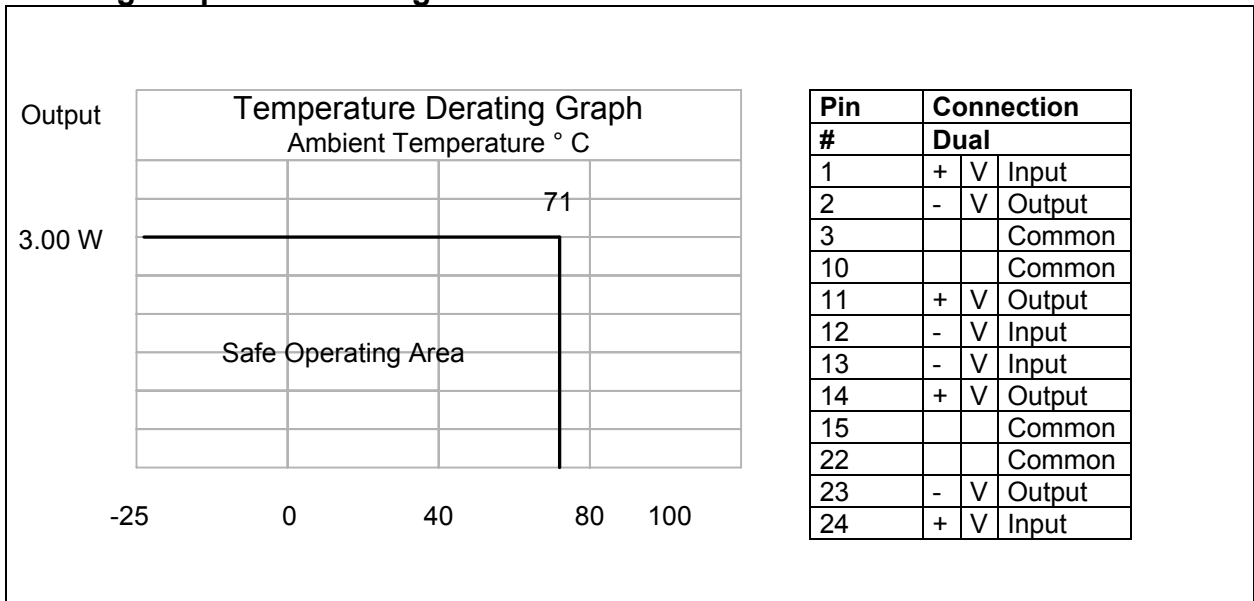 Output
Temperature Derating Graph
Ambient Temperature ° C
71
3.00 W
Safe Operating Area
-25 0 40 80 100
Pin Connection
# Dual
1 + V Input
2 - V Output
3 Common
10 Common
11 + V Output
12 - V Input
13 - V Input
14 + V Output
15 Common
22 Common
23 - V Output
24 + V Input